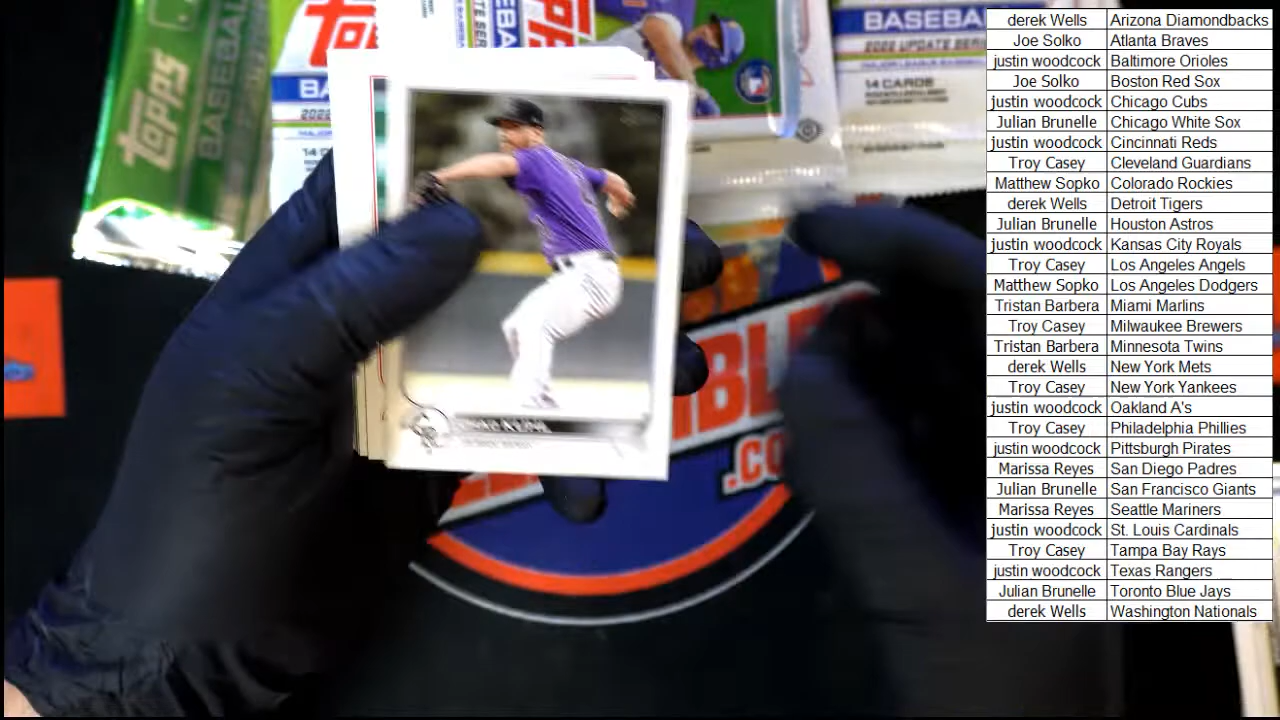 Topps
BASEBALL
BASEBA
2022 UPDATE SERI
14 CARDS
.CO
derek Wells Arizona Diamondbacks
Joe Solko Atlanta Braves
justin woodcock Baltimore Orioles
Joe Solko Boston Red Sox
justin woodcock Chicago Cubs
Julian Brunelle Chicago White Sox
justin woodcock Cincinnati Reds
Troy Casey Cleveland Guardians
Matthew Sopko Colorado Rockies
derek Wells Detroit Tigers
Julian Brunelle Houston Astros
justin woodcock Kansas City Royals
Troy Casey Los Angeles Angels
Matthew Sopko Los Angeles Dodgers
Tristan Barbera Miami Marlins
Troy Casey Milwaukee Brewers
Tristan Barbera Minnesota Twins
derek Wells New York Mets
Troy Casey New York Yankees
justin woodcock Oakland A's
Troy Casey Philadelphia Phillies
justin woodcock Pittsburgh Pirates
Marissa Reyes San Diego Padres
Julian Brunelle San Francisco Giants
Marissa Reyes Seattle Mariners
justin woodcock St. Louis Cardinals
Troy Casey Tampa Bay Rays
justin woodcock Texas Rangers
Julian Brunelle Toronto Blue Jays
derek Wells Washington Nationals